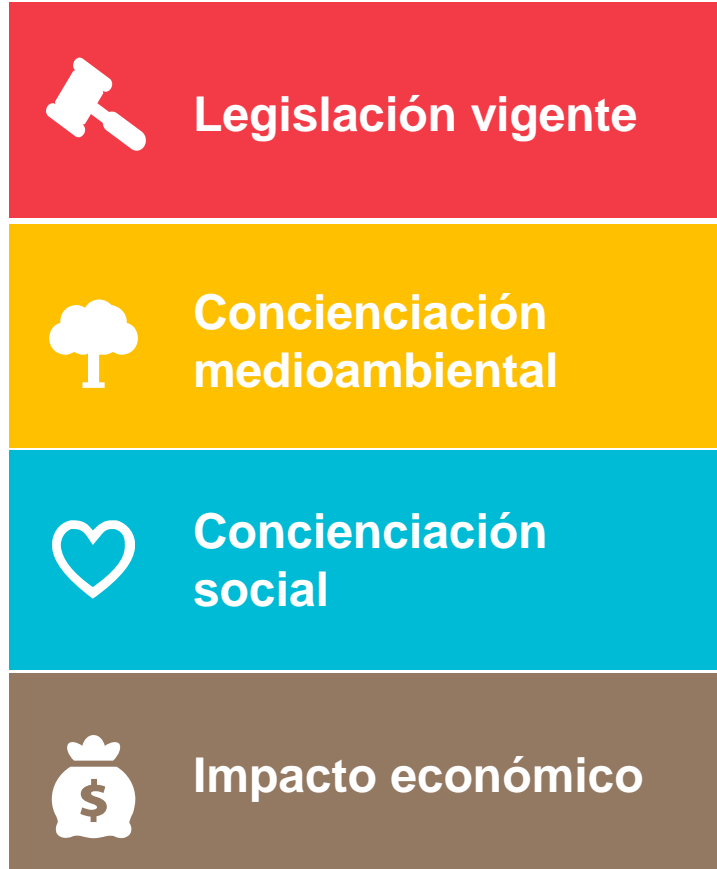 Legislación vigente
Concienciación
medioambiental
Concienciación
social
$
Impacto económico